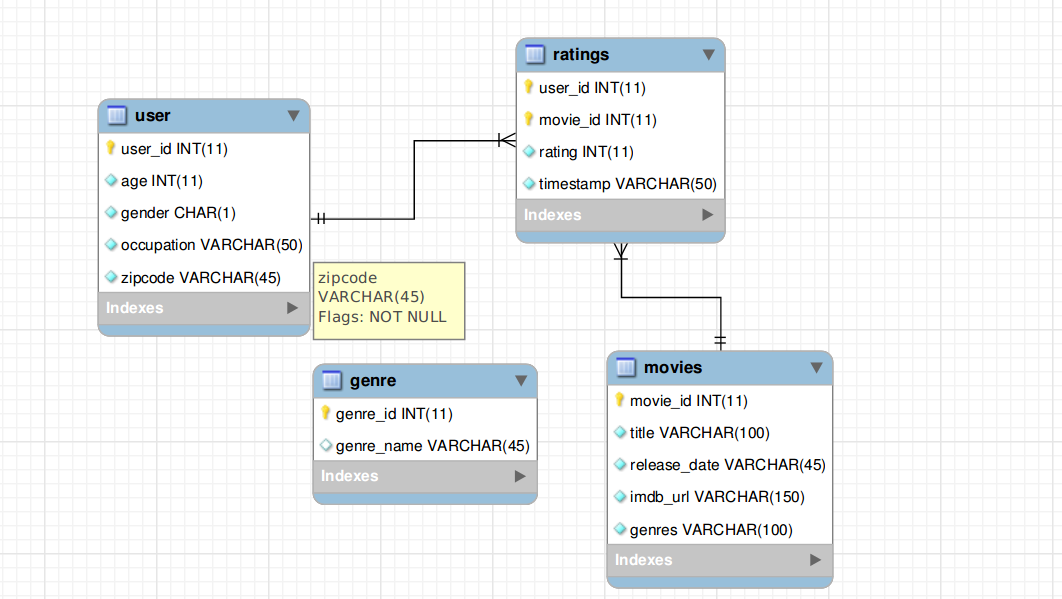 ratings
user_id INT(11)
movie_id INT(11)
rating INT(11)
timestamp VARCHAR(50)
Indexes
user
user_id INT(11)
age INT(11)
gender CHAR(1)
occupation VARCHAR(50)
zipcode VARCHAR(45)
Indexes
zipcode
VARCHAR(45)
Flags: NOT NULL
genre
genre_id INT(11)
genre_name VARCHAR(45)
Indexes
movies
movie_id INT(11)
title VARCHAR(100)
release_date VARCHAR(45)
imdb_url VARCHAR(150)
genres VARCHAR(100)
Indexes